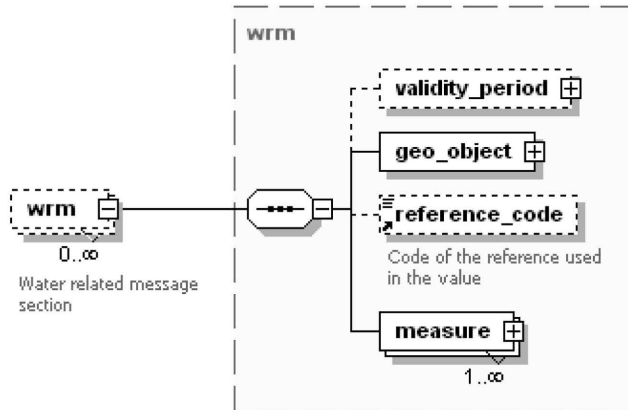 wrm
validity_period
geo_object
wrm
0..∞
Water related message
section
reference_code
Code of the reference used
in the value
measure
1..∞